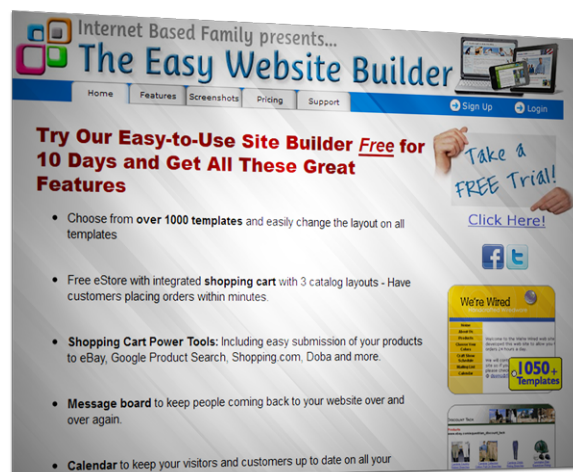 Internet Based Family presents...
The Easy Website Builder
Home Features Screenshots Pricing Support
Sign Up Login
Try Our Easy-to-Use Site Builder Free for
10 Days and Get All These Great
Features
Take a
FREE Trial!
Click Here!
• Choose from over 1000 templates and easily change the layout on all
templates
• Free eStore with integrated shopping cart with 3 catalog layouts - Have
customers placing orders within minutes.
• Shopping Cart Power Tools: Including easy submission of your products
to eBay, Google Product Search, Shopping.com, Doba and more.
• Message board to keep people coming back to your website over and
over again.
• Calendar to keep your visitors and customers up to date on all your
f t
We're Wired
Home
About Us
Products
1050+
Templates